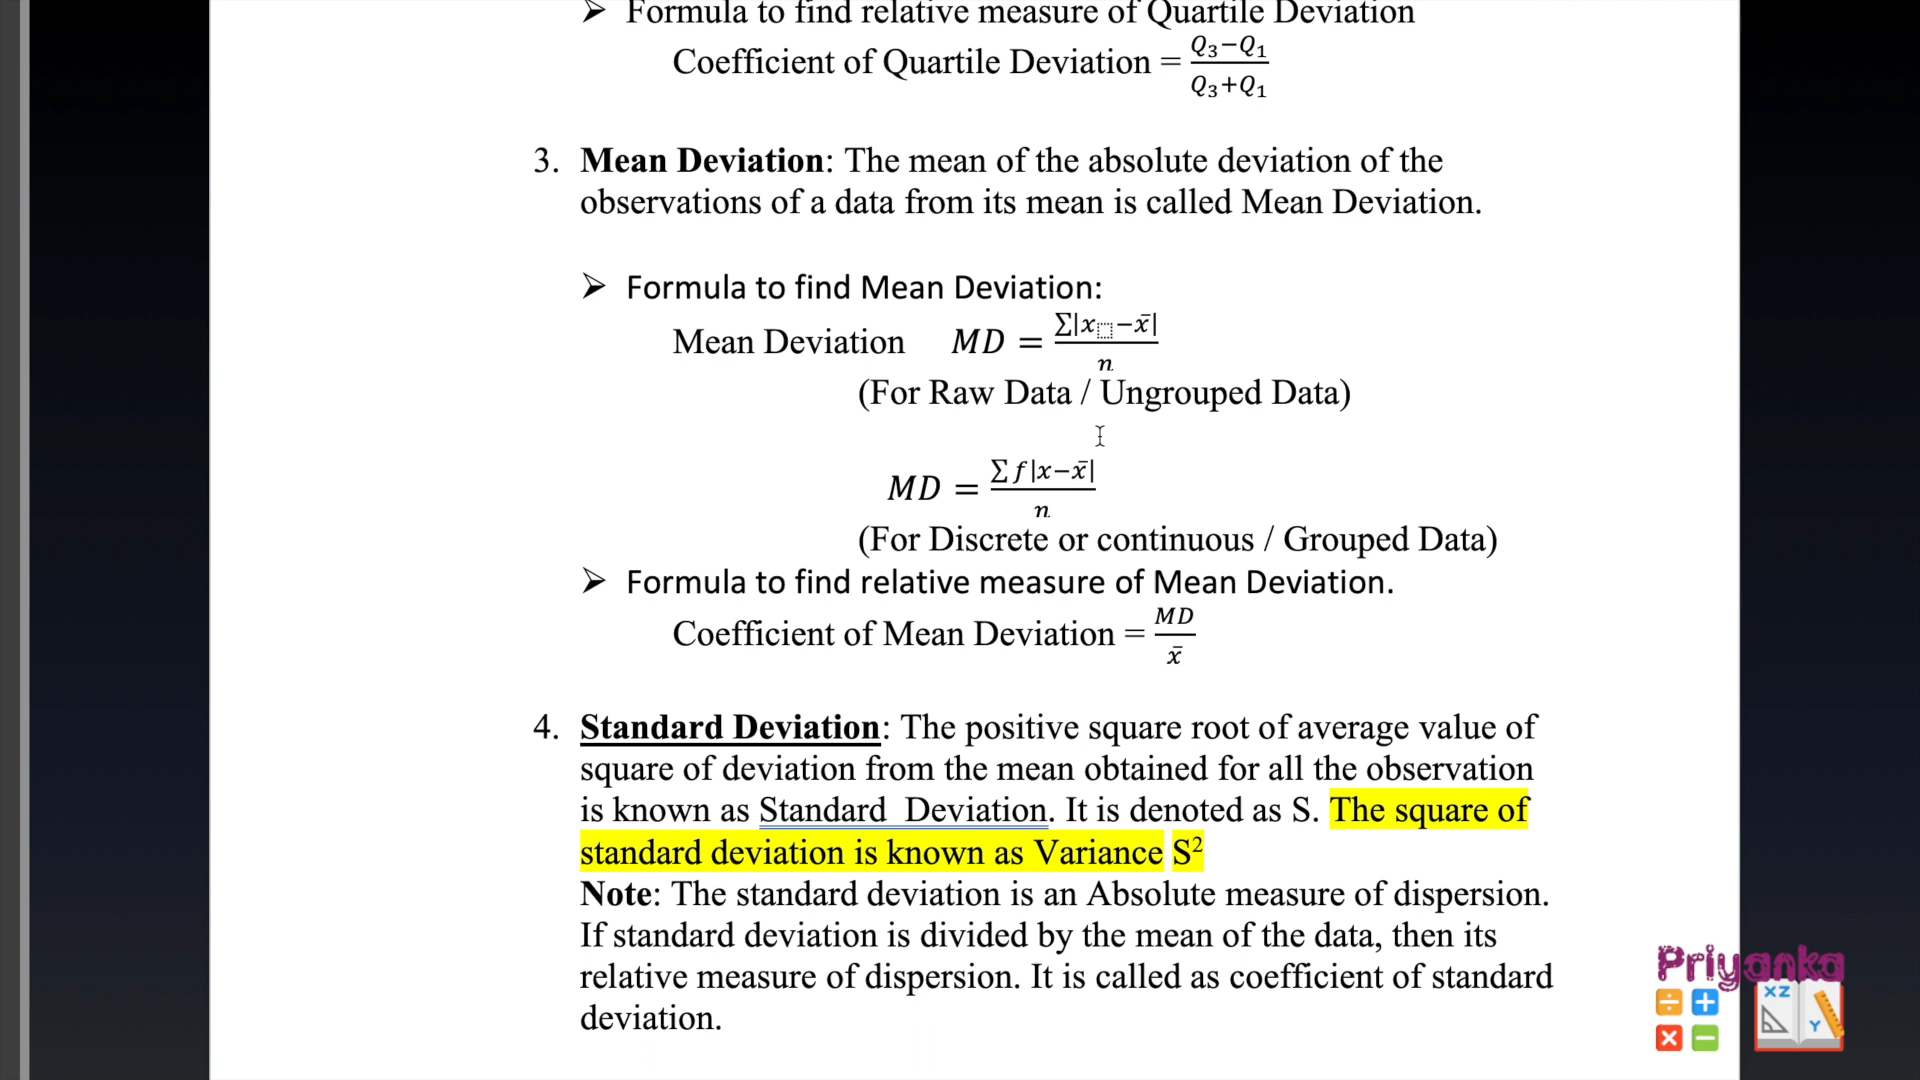 ➢ Formula to find relative measure of Quartile Deviation
Coefficient of Quartile Deviation = (Q₃−Q₁)/(Q₃+Q₁)
3. Mean Deviation: The mean of the absolute deviation of the
observations of a data from its mean is called Mean Deviation.
➢ Formula to find Mean Deviation:
Mean Deviation MD = ∑|x−x̄|/n
(For Raw Data / Ungrouped Data)
MD = ∑f|x−x̄|/n
(For Discrete or continuous / Grouped Data)
➢ Formula to find relative measure of Mean Deviation.
Coefficient of Mean Deviation = MD/x̄
4. Standard Deviation: The positive square root of average value of
square of deviation from the mean obtained for all the observation
is known as Standard Deviation. It is denoted as S. The square of
standard deviation is known as Variance S²
Note: The standard deviation is an Absolute measure of dispersion.
If standard deviation is divided by the mean of the data, then its
relative measure of dispersion. It is called as coefficient of standard
deviation.
Priyanka
XZ
Y